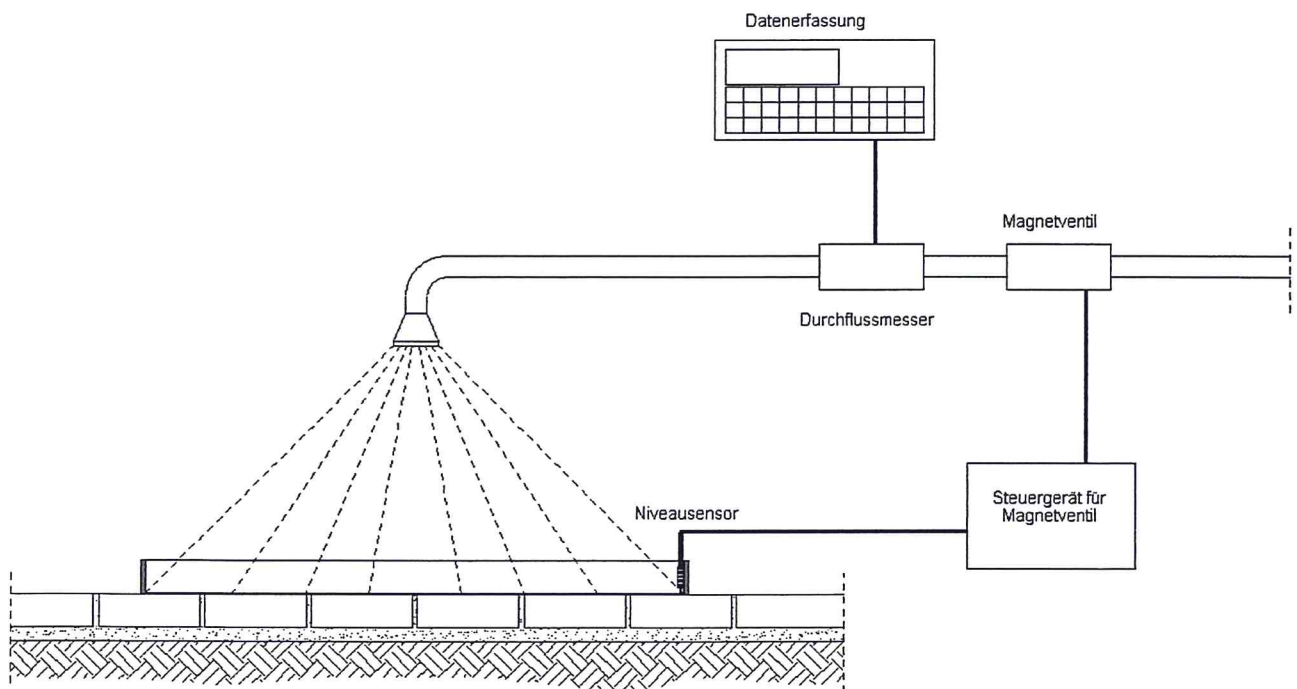 Datenerfassung
Magnetventil
Durchflussmesser
Steuergerät für
Magnetventil
Niveausensor